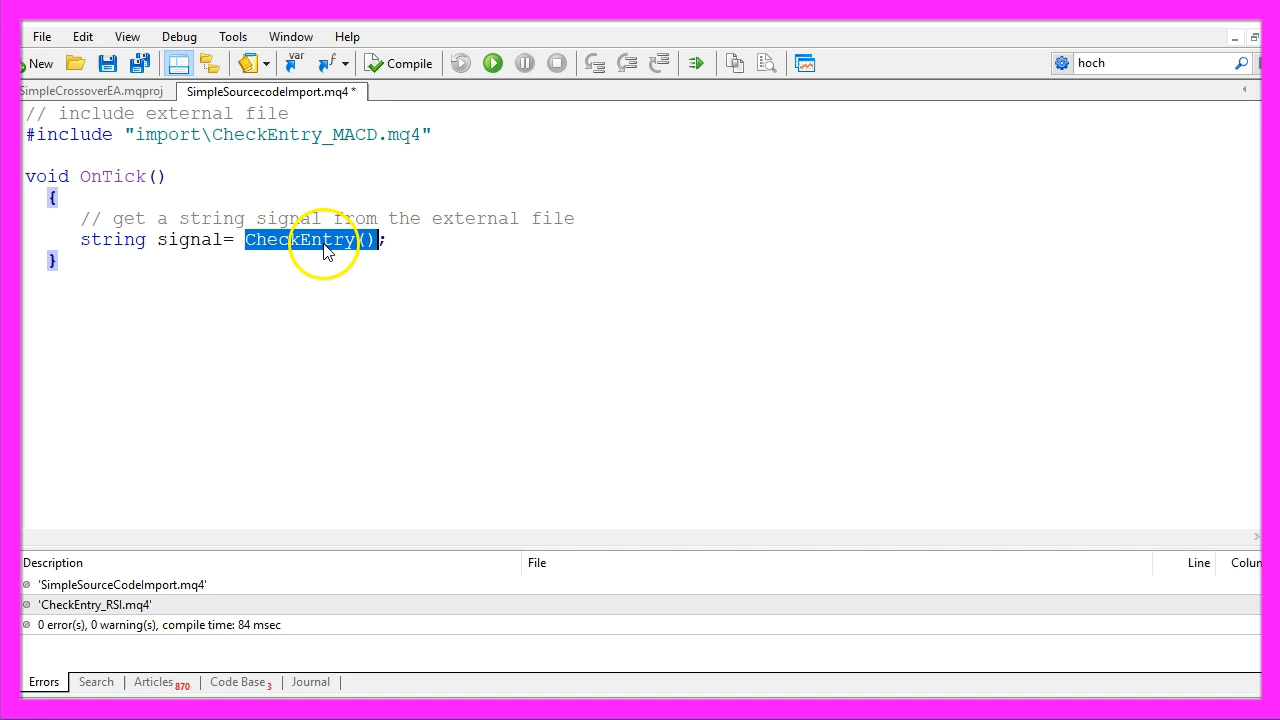 File Edit View Debug Tools Window Help
New Compile hoch
SimpleCrossoverEA.mqproj SimpleSourcecodeImport.mq4 *
// include external file
#include "import\CheckEntry_MACD.mq4"
void OnTick()
{
// get a string signal from the external file
string signal= CheckEntry();
}
Description File Line Colun
'SimpleSourceCodeImport.mq4'
'CheckEntry_RSI.mq4'
0 error(s), 0 warning(s), compile time: 84 msec
Errors Search Articles 870 Code Base 3 Journal